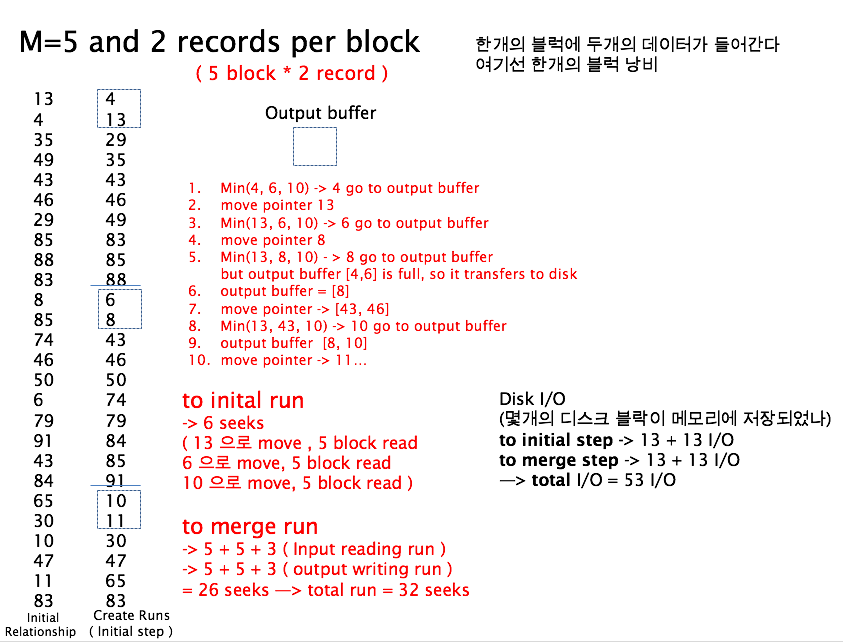 M=5 and 2 records per block
( 5 block * 2 record )
한개의 블럭에 두개의 데이터가 들어간다
여기선 한개의 블럭 낭비
Output buffer
13 4
4 13
35 29
49 35
43 43
46 46
29 49
85 83
88 85
83 88
8 6
85 8
74 43
46 46
50 50
6 74
79 79
91 84
43 85
84 91
65 10
30 11
10 30
47 47
11 65
83 83
Initial
Relationship
Create Runs
( Initial step )
1. Min(4, 6, 10) -> 4 go to output buffer
2. move pointer 13
3. Min(13, 6, 10) -> 6 go to output buffer
4. move pointer 8
5. Min(13, 8, 10) - > 8 go to output buffer
but output buffer [4,6] is full, so it transfers to disk
6. output buffer = [8]
7. move pointer -> [43, 46]
8. Min(13, 43, 10) -> 10 go to output buffer
9. output buffer [8, 10]
10. move pointer -> 11...
to inital run
-> 6 seeks
( 13 으로 move , 5 block read
6 으로 move, 5 block read
10 으로 move, 5 block read )
to merge run
-> 5 + 5 + 3 ( Input reading run )
-> 5 + 5 + 3 ( output writing run )
= 26 seeks —> total run = 32 seeks
Disk I/O
(몇개의 디스크 블락이 메모리에 저장되었나)
to initial step -> 13 + 13 I/O
to merge step -> 13 + 13 I/O
—> total I/O = 53 I/O